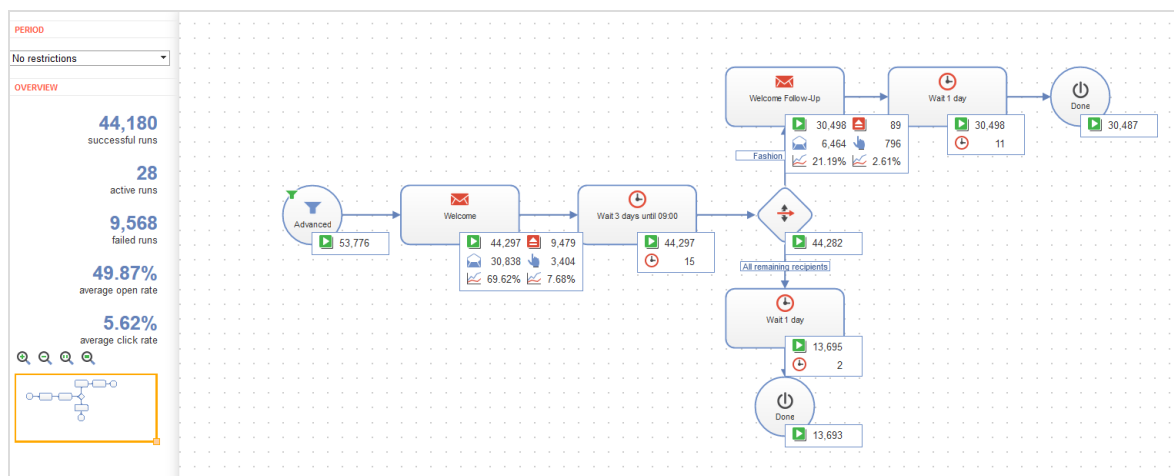 PERIOD
No restrictions
OVERVIEW
44,180
successful runs
28
active runs
9,568
failed runs
49.87%
average open rate
5.62%
average click rate
Advanced
53,776
Welcome
44,297 9,479
30,838 3,404
69.62% 7.68%
Wait 3 days until 09:00
44,297
15
44,282
Fashion
Welcome Follow-Up
30,498 89
6,464 796
21.19% 2.61%
Wait 1 day
30,498
11
Done
30,487
All remaining recipients
Wait 1 day
13,695
2
Done
13,693